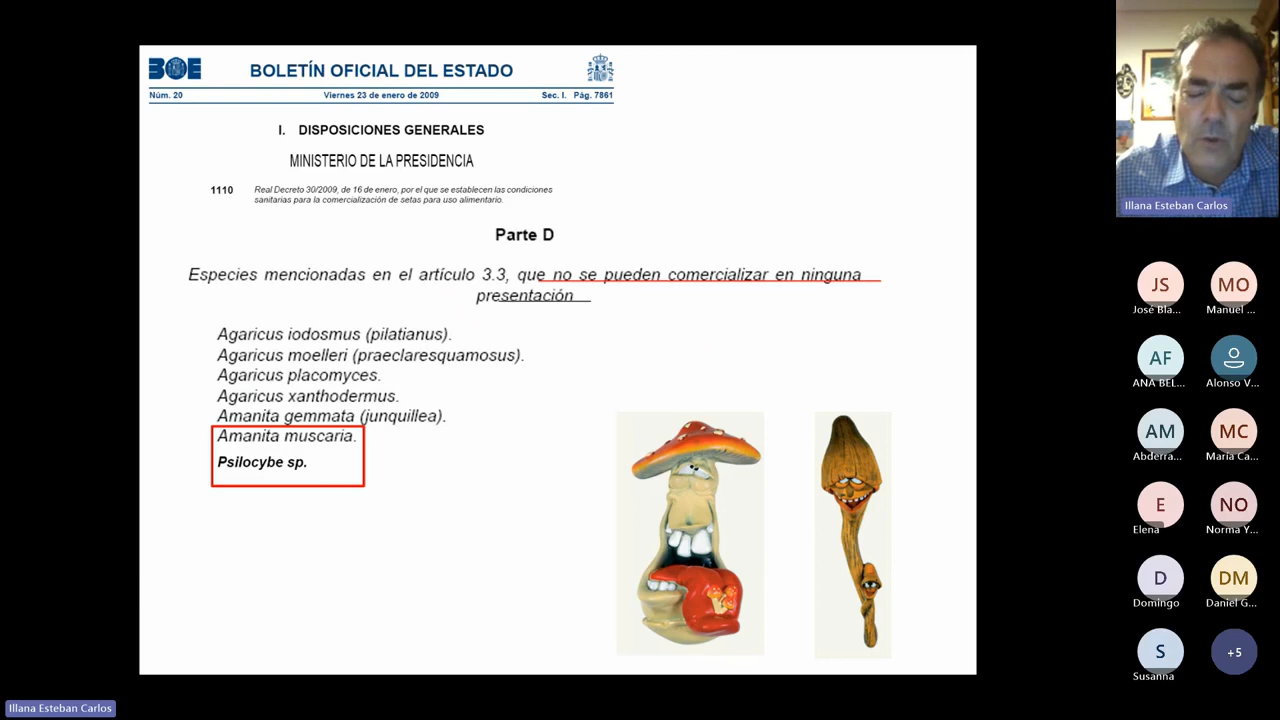 BOE
BOLETÍN OFICIAL DEL ESTADO
Núm. 20 Viernes 23 de enero de 2009 Sec. I. Pág. 7861
I. DISPOSICIONES GENERALES
MINISTERIO DE LA PRESIDENCIA
1110 Real Decreto 30/2009, de 16 de enero, por el que se establecen las condiciones
sanitarias para la comercialización de setas para uso alimentario.
Parte D
Especies mencionadas en el artículo 3.3, que no se pueden comercializar en ninguna
presentación
Agaricus iodosmus (pilatianus).
Agaricus moelleri (praeclaresquamosus).
Agaricus placomyces.
Agaricus xanthodermus.
Amanita gemmata (junquillea).
Amanita muscaria.
Psilocybe sp.
Illana Esteban Carlos
JS MO
José Bla... Manuel ...
AF
ANA BEL... Alonso V...
AM MC
Abderra... María Ca...
E NO
Elena Norma Y...
D DM
Domingo Daniel G...
S +5
Susanna
Illana Esteban Carlos